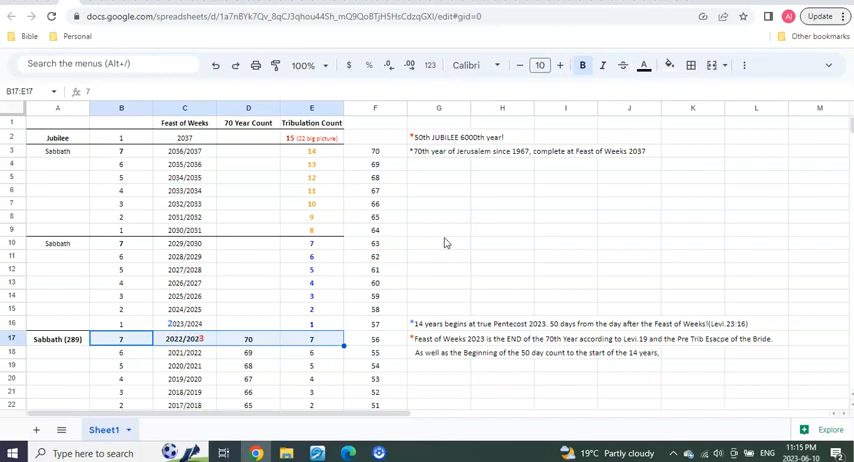 docs.google.com/spreadsheets/d/1a7nBYk7Qv_8qCJ3qhou44Sh_mQ9QoBTjH5HsCdzqGXI/edit#gid=0
AI
Update
Bible
Personal
Other bookmarks
Search the menus (Alt+/)
100%
$ % .0 .00 123
Calibri
10
B I S A
B17:E17
fx 7
A B C D E F G H I J K L M
1 Feast of Weeks 70 Year Count Tribulation Count
2 Jubilee 1 2037 15 (22 big picture) *50th JUBILEE 6000th year!
3 Sabbath 7 2036/2037 14 70 *70th year of Jerusalem since 1967, complete at Feast of Weeks 2037
4 6 2035/2036 13 69
5 5 2034/2035 12 68
6 4 2033/2034 11 67
7 3 2032/2033 10 66
8 2 2031/2032 9 65
9 1 2030/2031 8 64
10 Sabbath 7 2029/2030 7 63
11 6 2028/2029 6 62
12 5 2027/2028 5 61
13 4 2026/2027 4 60
14 3 2025/2026 3 59
15 2 2024/2025 2 58
16 1 2023/2024 1 57 *14 years begins at true Pentecost 2023. 50 days from the day after the Feast of Weeks!(Levi.23:16)
17 Sabbath (289) 7 2022/2023 70 7 56 *Feast of Weeks 2023 is the END of the 70th Year according to Levi.19 and the Pre Trib Esacpe of the Bride.
18 6 2021/2022 69 6 55 As well as the Beginning of the 50 day count to the start of the 14 years,
19 5 2020/2021 68 5 54
20 4 2019/2020 67 4 53
21 3 2018/2019 66 3 52
22 2 2017/2018 65 2 51
Sheet1
Explore
Type here to search
19°C Partly cloudy
ENG
11:15 PM
2023-06-10
2